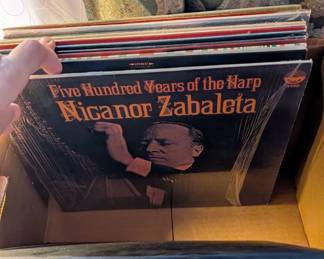 Five Hundred Years of the Harp
Nicanor Zabaleta